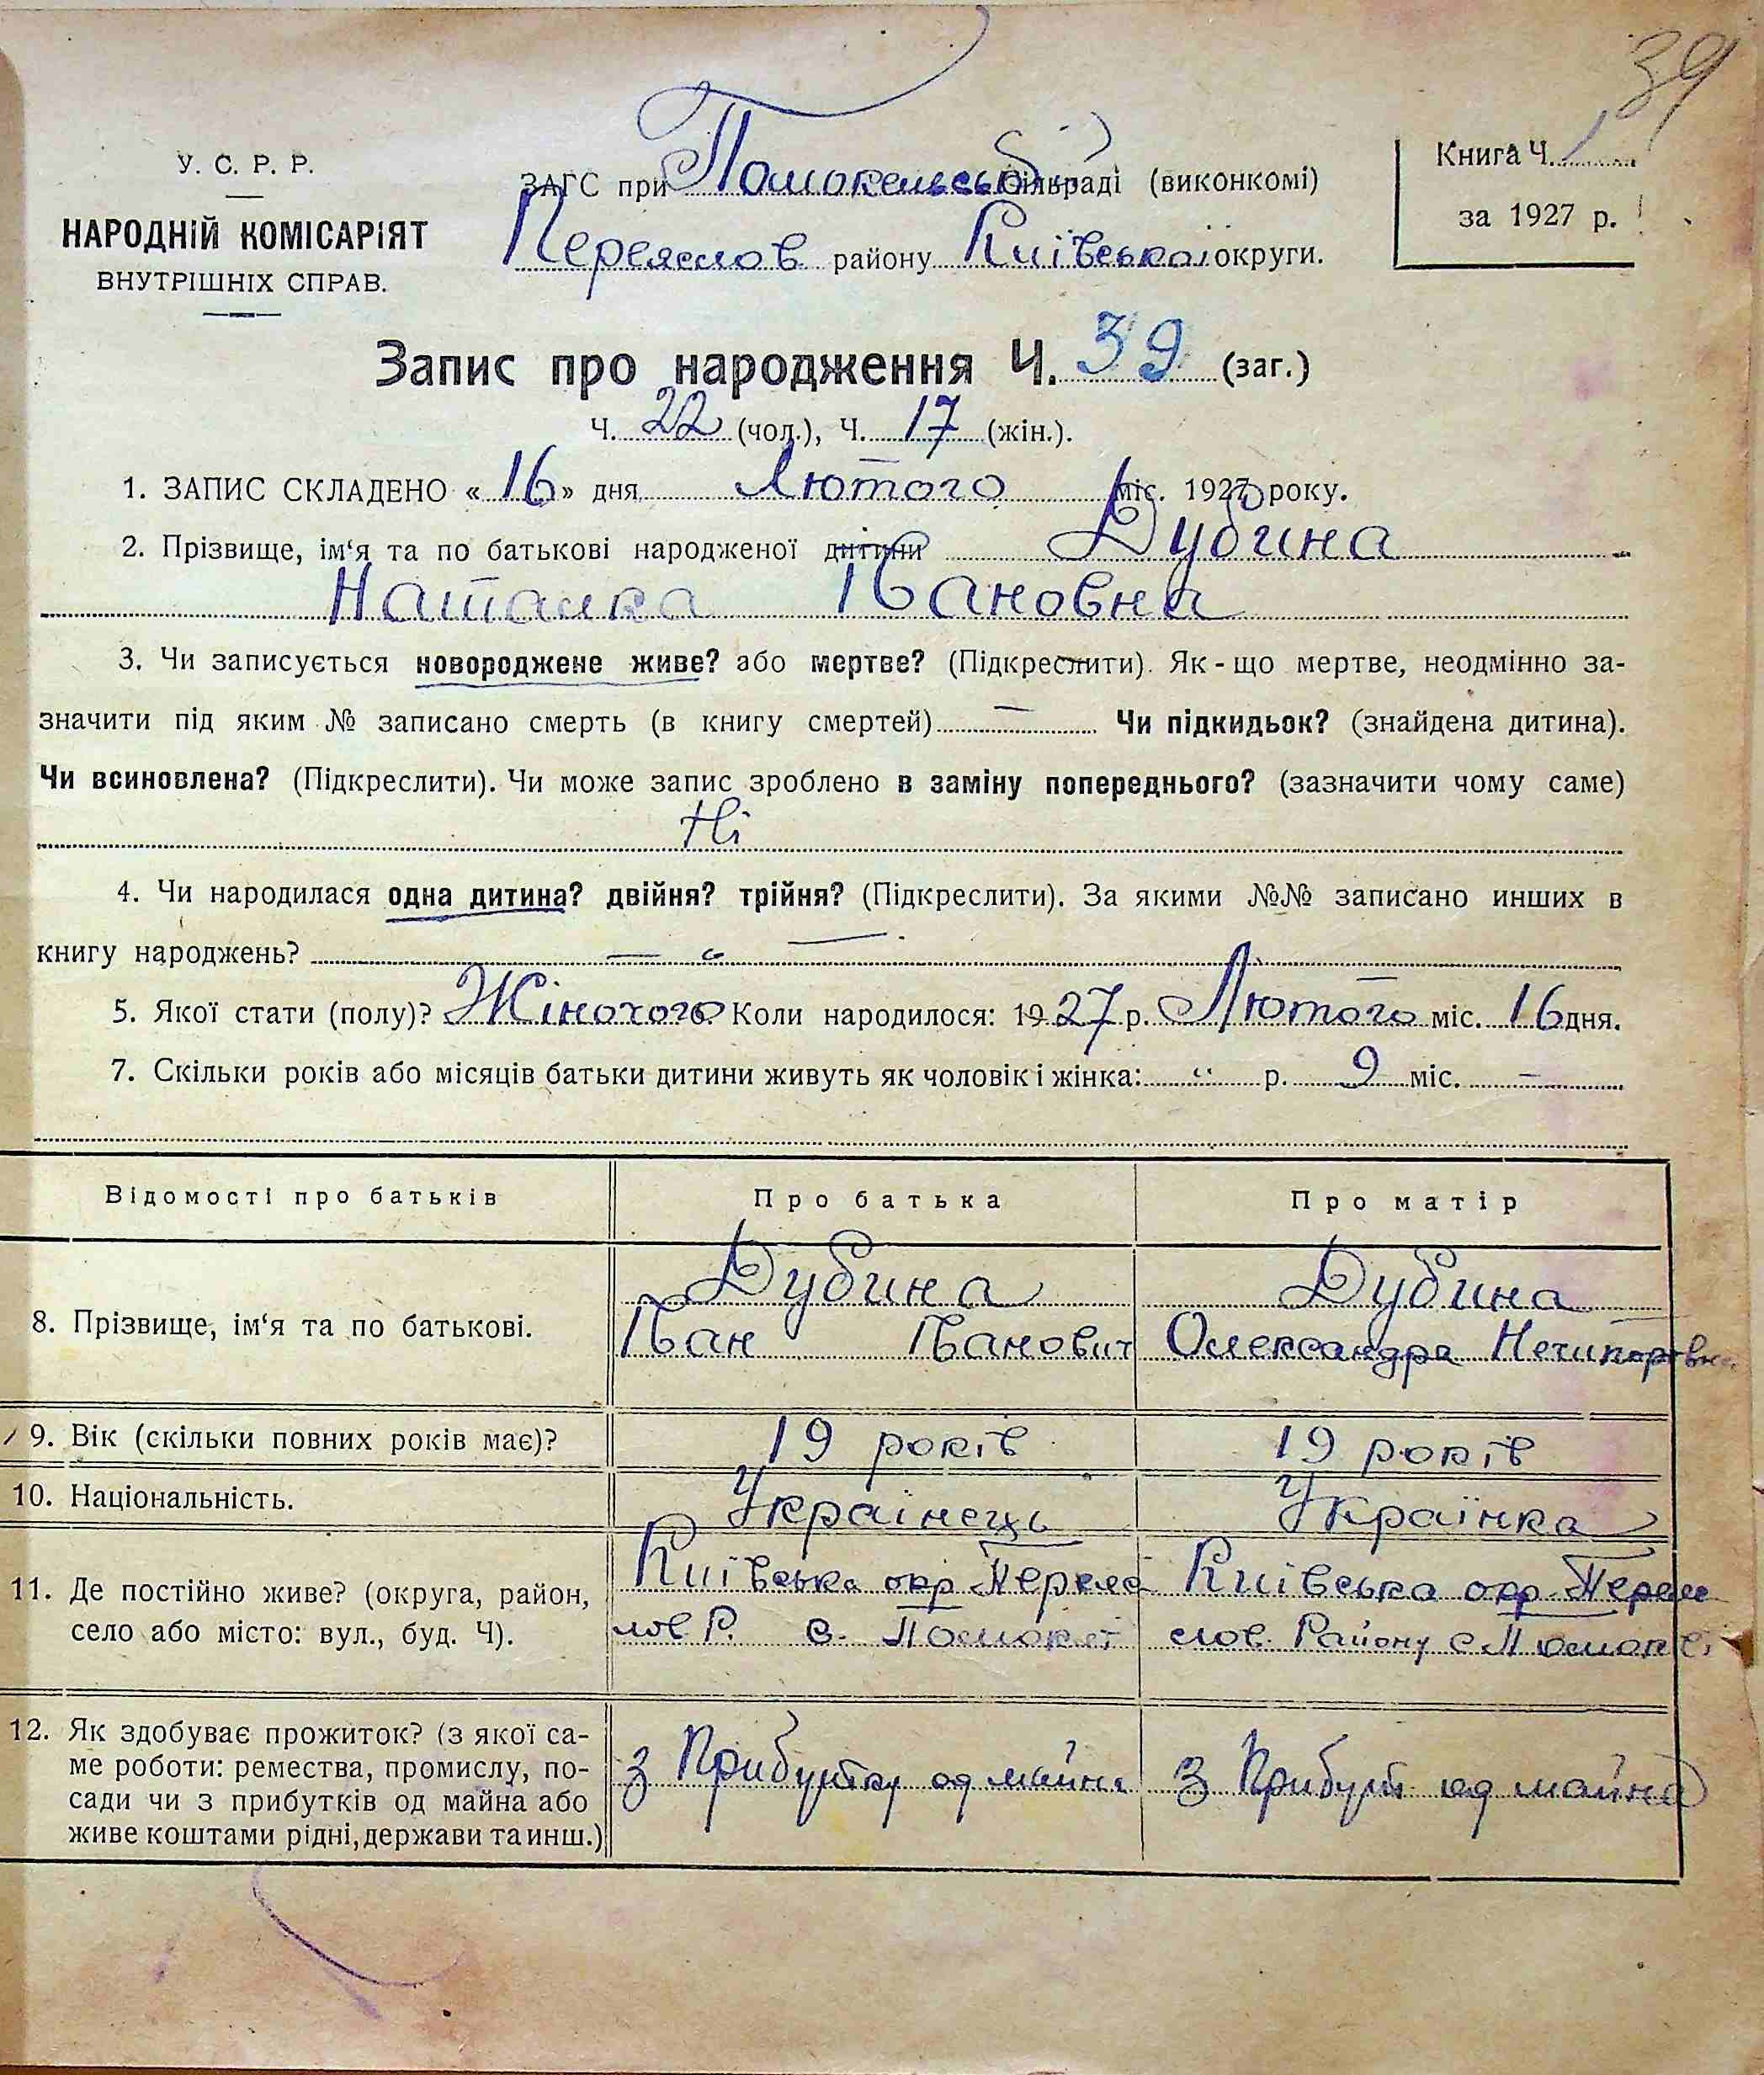 39
У. С. Р. Р.
НАРОДНІЙ КОМІСАРІЯТ
ВНУТРІШНІХ СПРАВ.
ЗАГС при сільраді (виконкомі)
Переяслов району Київської округи.
Книга Ч. 1
за 1927 р.
Запис про народження Ч. 39 (заг.)
Ч. 22 (чол.), Ч. 17 (жін.).
1. ЗАПИС СКЛАДЕНО «16» дня Лютого міс. 1927 року.
2. Прізвище, ім‘я та по батькові народженої дитини Дубина
Наталка Івановна
3. Чи записується новороджене живе? або мертве? (Підкреслити). Як-що мертве, неодмінно за-
значити під яким № записано смерть (в книгу смертей) — Чи підкидьок? (знайдена дитина).
Чи всиновлена? (Підкреслити). Чи може запис зроблено в заміну попереднього? (зазначити чому саме)
Ні
4. Чи народилася одна дитина? двійня? трійня? (Підкреслити). За якими №№ записано инших в
книгу народжень? — „ —
5. Якої стати (полу)? Жіночого Коли народилося: 1927 р. Лютого міс. 16 дня.
7. Скільки років або місяців батьки дитини живуть як чоловік і жінка: „ р. 9 міс. —
Відомості про батьків Про батька Про матір
8. Прізвище, ім‘я та по батькові. Дубина Дубина
Іван Іванович Олександра Нечипорівна
9. Вік (скільки повних років має)? 19 років 19 років
10. Національність. Українець Українка
11. Де постійно живе? (округа, район, Київська окр. Переяс Київська окр. Переяс
село або місто: вул., буд. Ч). лов Р. с. слов. Району с.
12. Як здобуває прожиток? (з якої са-
ме роботи: ремества, промислу, по- з Прибутку од майна з Прибут од майна
сади чи з прибутків од майна або
живе коштами рідні, держави та инш.)